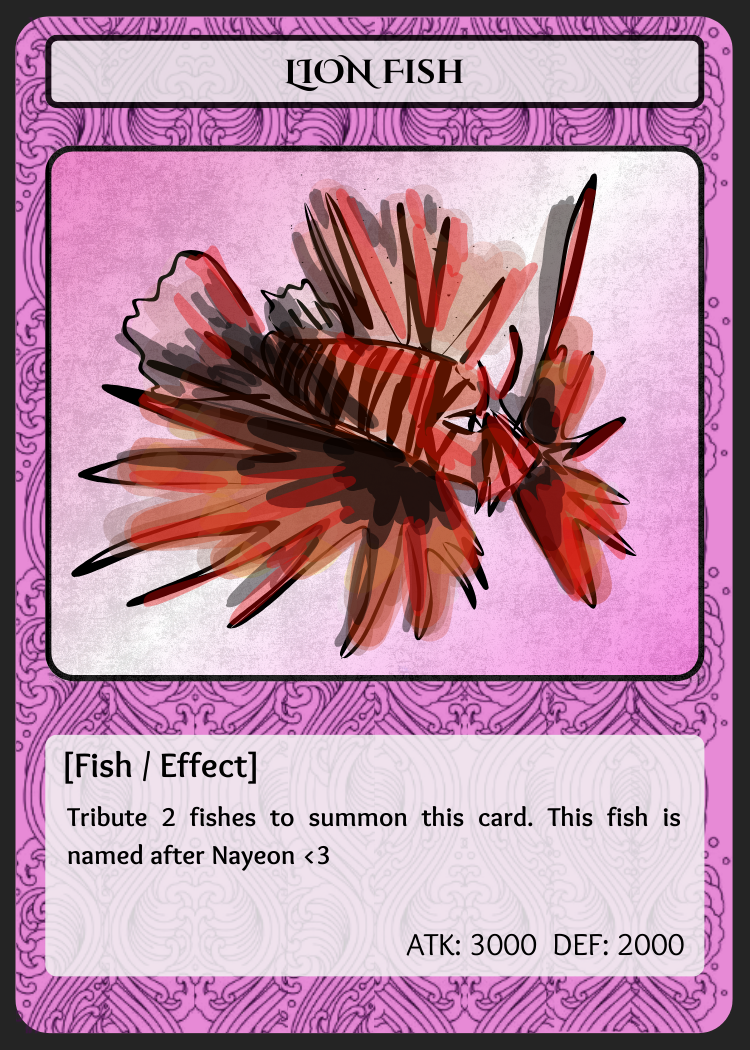 LION FISH
[Fish / Effect]
Tribute 2 fishes to summon this card. This fish is
named after Nayeon <3
ATK: 3000 DEF: 2000